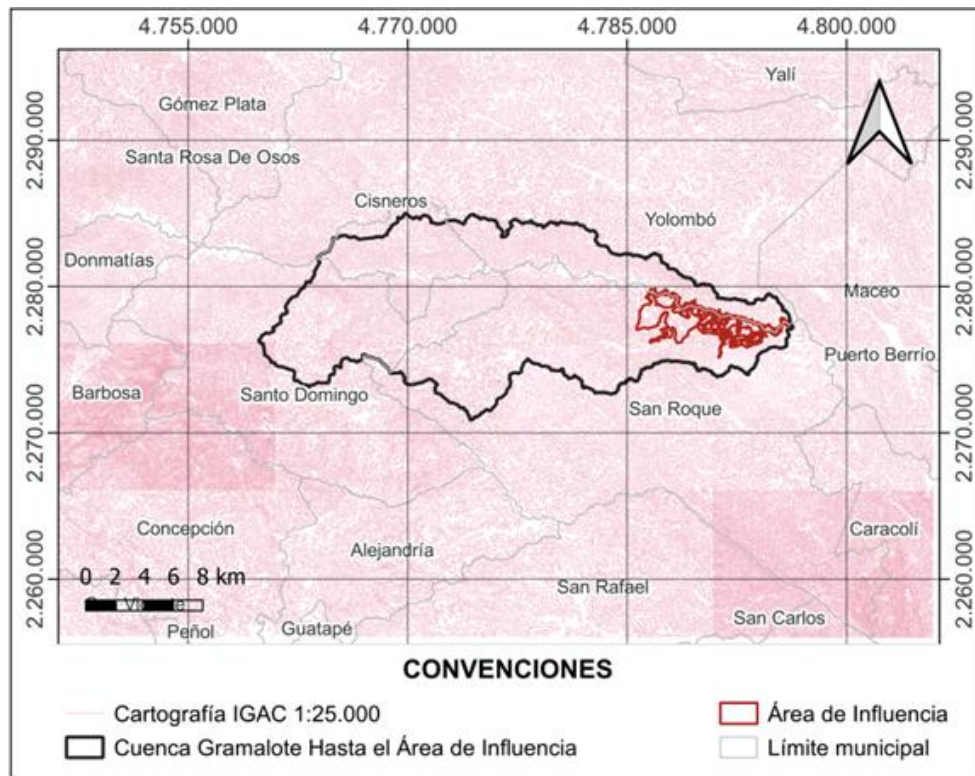 4.755.000 4.770.000 4.785.000 4.800.000
Yalí
Gómez Plata
2.290.000 2.290.000
Santa Rosa De Osos
Cisneros
Yolombó
Donmatías
2.280.000 2.280.000
Maceo
Puerto Berrío
Barbosa
Santo Domingo
San Roque
2.270.000 2.270.000
Concepción
Caracolí
Alejandría
2.260.000 2.260.000
San Rafael
0 2 4 6 8 km
San Carlos
Peñol
Guatapé
CONVENCIONES
Cartografía IGAC 1:25.000
Área de Influencia
Cuenca Gramalote Hasta el Área de Influencia
Límite municipal